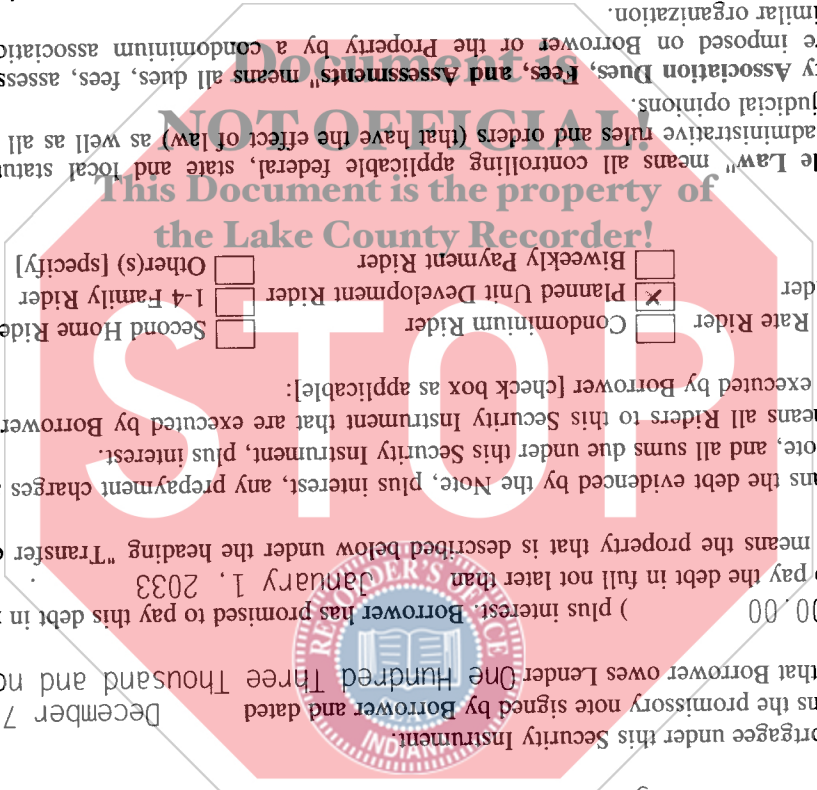 ortgagee under this Security Instrument.
ns the promissory note signed by Borrower and dated December 7
that Borrower owes Lender One Hundred Three Thousand and no
00.00 ) plus interest. Borrower has promised to pay this debt in
pay the debt in full not later than January 1, 2033 .
means the property that is described below under the heading "Transfer
ans the debt evidenced by the Note, plus interest, any prepayment charges
ote, and all sums due under this Security Instrument, plus interest.
eans all Riders to this Security Instrument that are executed by Borrower
executed by Borrower [check box as applicable]:
Rate Rider Condominium Rider Second Home Ride
der x Planned Unit Development Rider 1-4 Family Rider
Biweekly Payment Rider Other(s) [specify]
le Law" means all controlling applicable federal, state and local statu
administrative rules and orders (that have the effect of law) as well as all
judicial opinions.
y Association Dues, Fees, and Assessments" means all dues, fees, assess
re imposed on Borrower or the Property by a condominium associatio
imilar organization.
Document is
NOT OFFICIAL!
This Document is the property of
the Lake County Recorder!
STOP
RECORDER'S OFFICE
INDIANA